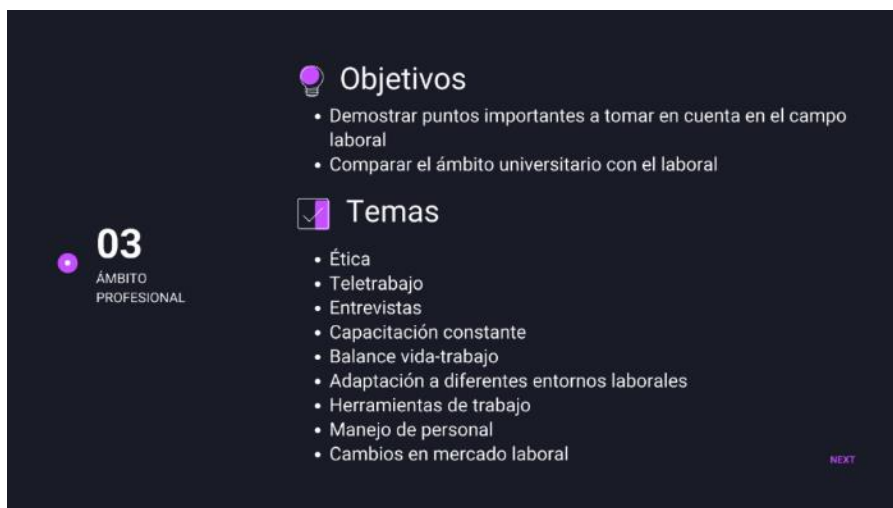 03
ÁMBITO
PROFESIONAL
Objetivos
• Demostrar puntos importantes a tomar en cuenta en el campo
laboral
• Comparar el ámbito universitario con el laboral
Temas
• Ética
• Teletrabajo
• Entrevistas
• Capacitación constante
• Balance vida-trabajo
• Adaptación a diferentes entornos laborales
• Herramientas de trabajo
• Manejo de personal
• Cambios en mercado laboral
NEXT